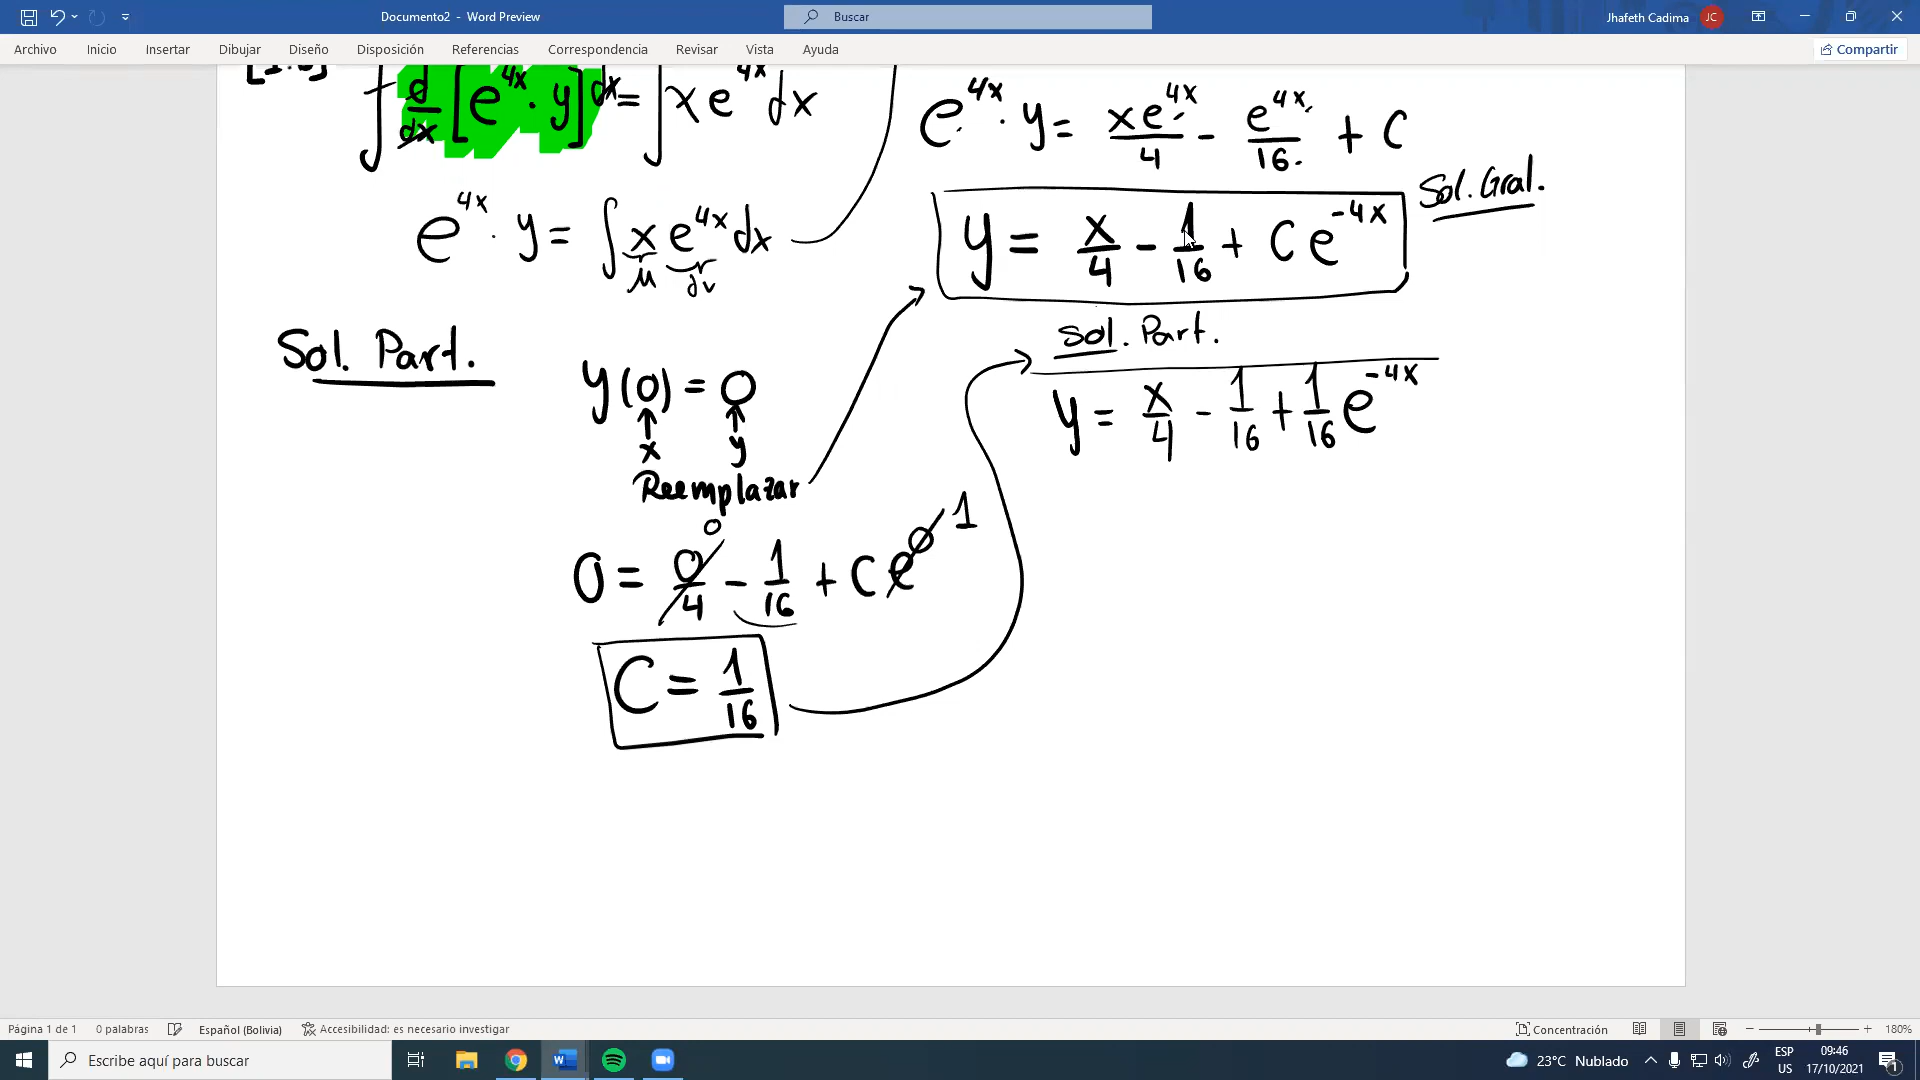 Documento2 - Word Preview
Buscar
Jhafeth Cadima JC
Archivo Inicio Insertar Dibujar Diseño Disposición Referencias Correspondencia Revisar Vista Ayuda
Compartir
∫ d/dx [e^4x · y] dx = ∫ x e^4x dx
e^4x · y = xe^4x/4 - e^4x/16 + C
e^4x · y = ∫ x e^4x dx
μ dv
y = x/4 - 1/16 + C e^-4x
Sol. Gral.
Sol. Part.
y(0) = 0
x y
Reemplazar
0 = 0/4 0 - 1/16 + C e^0 1
C = 1/16
Sol. Part.
y = x/4 - 1/16 + 1/16 e^-4x
Página 1 de 1 0 palabras Español (Bolivia) Accesibilidad: es necesario investigar
Concentración 180%
Escribe aquí para buscar
23°C Nublado
ESP
US
09:46
17/10/2021
1